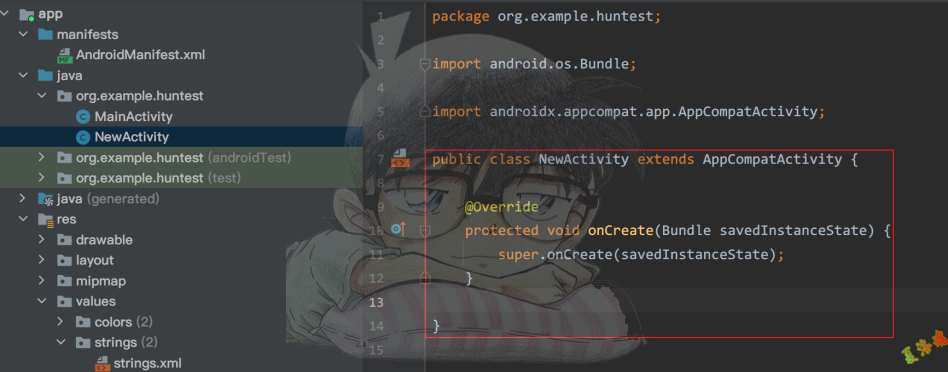 app
manifests
AndroidManifest.xml
java
org.example.huntest
MainActivity
NewActivity
org.example.huntest (androidTest)
org.example.huntest (test)
java (generated)
res
drawable
layout
mipmap
values
colors (2)
strings (2)
strings.xml
1 package org.example.huntest;
2
3 import android.os.Bundle;
4
5 import androidx.appcompat.app.AppCompatActivity;
6
7 public class NewActivity extends AppCompatActivity {
8
9 @Override
10 protected void onCreate(Bundle savedInstanceState) {
11 super.onCreate(savedInstanceState);
12 }
13
14 }
15